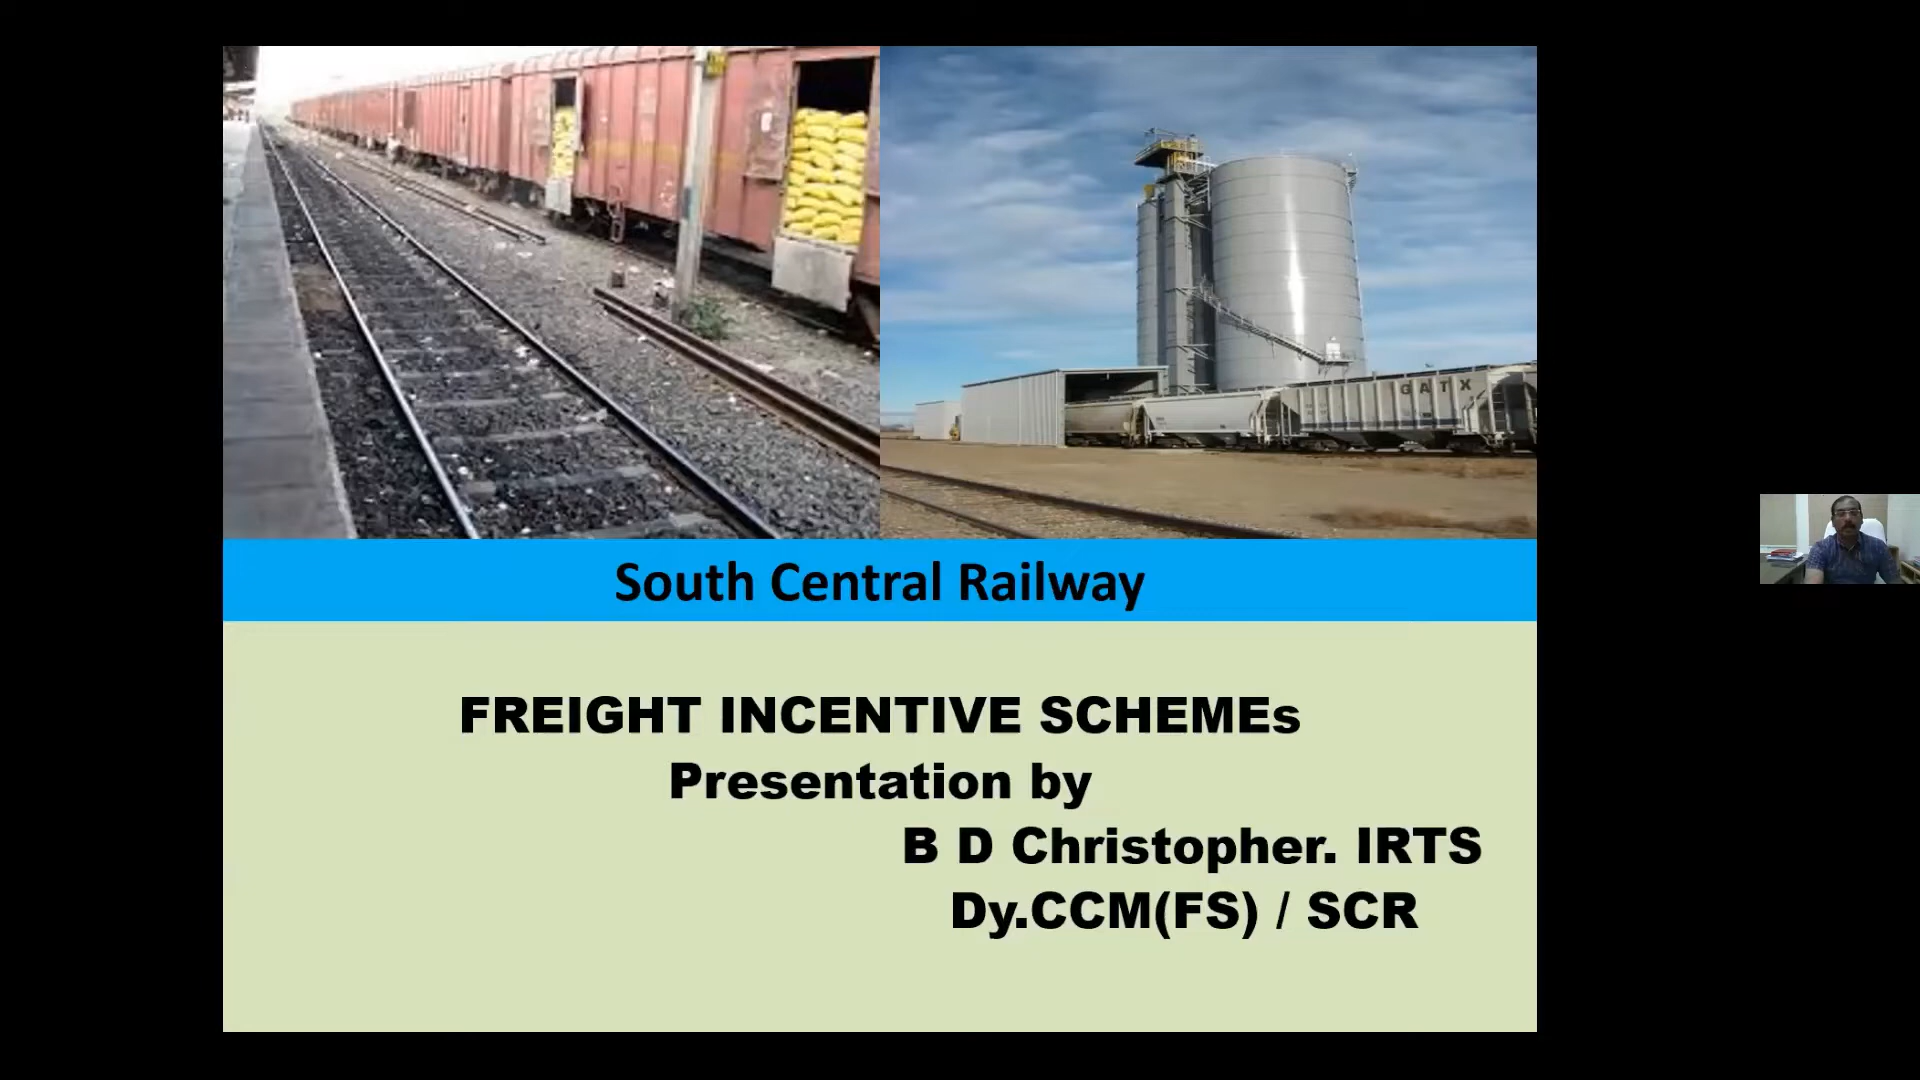 GATX
South Central Railway
FREIGHT INCENTIVE SCHEMEs
Presentation by
B D Christopher. IRTS
Dy.CCM(FS) / SCR